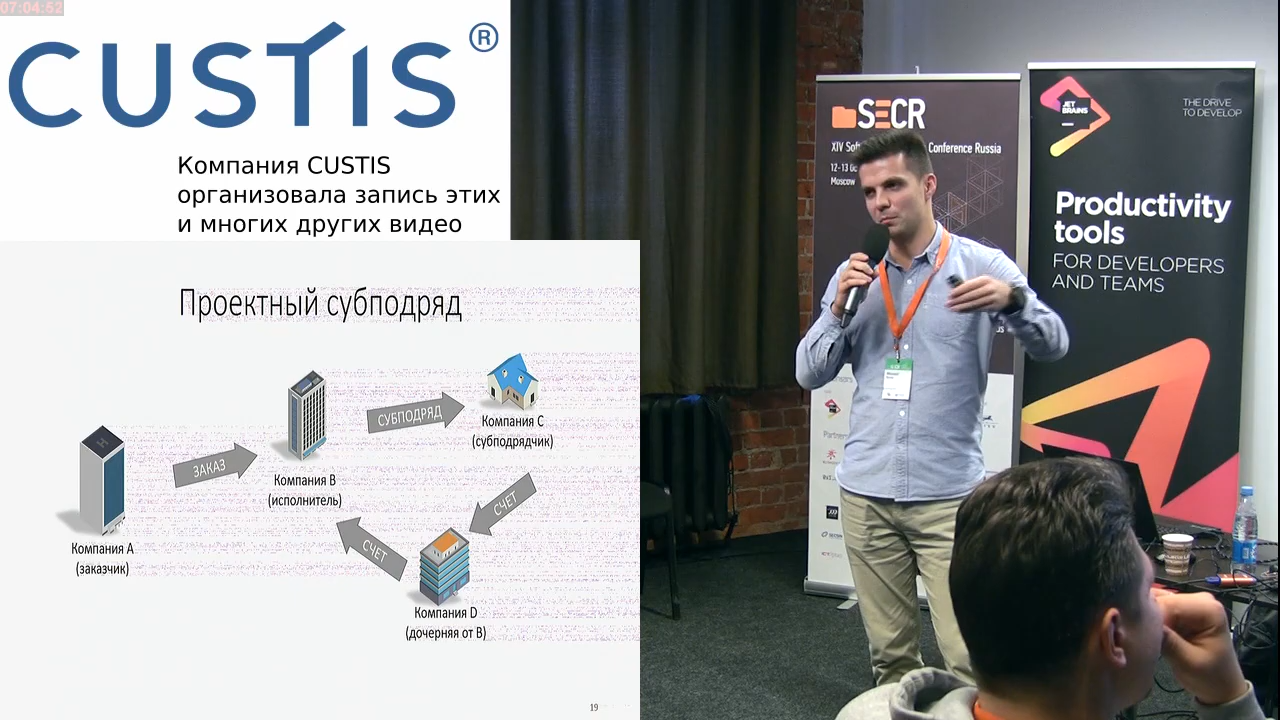 07:04:52
CUSTIS®
Компания CUSTIS
организовала запись этих
и многих других видео
Проектный субподряд
ЗАКАЗ
Компания A
(заказчик)
Компания B
(исполнитель)
СУБПОДРЯД
Компания C
(субподрядчик)
СЧЕТ
СЧЕТ
Компания D
(дочерняя от B)
19
SECR
XIV
Conference Russia
12-13
Moscow
JET
BRAINS
THE DRIVE
TO DEVELOP
Productivity
tools
FOR DEVELOPERS
AND TEAMS